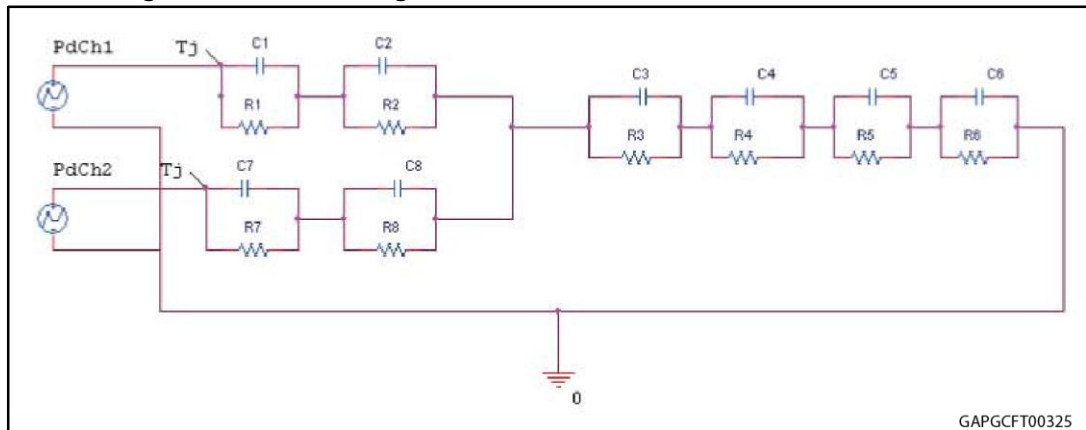 PdCh1 Tj C1 C2
C3 C4 C5 C6
R1 R2
R3 R4 R5 R6
PdCh2 Tj C7 C8
R7 R8
0
GAPGCFT00325